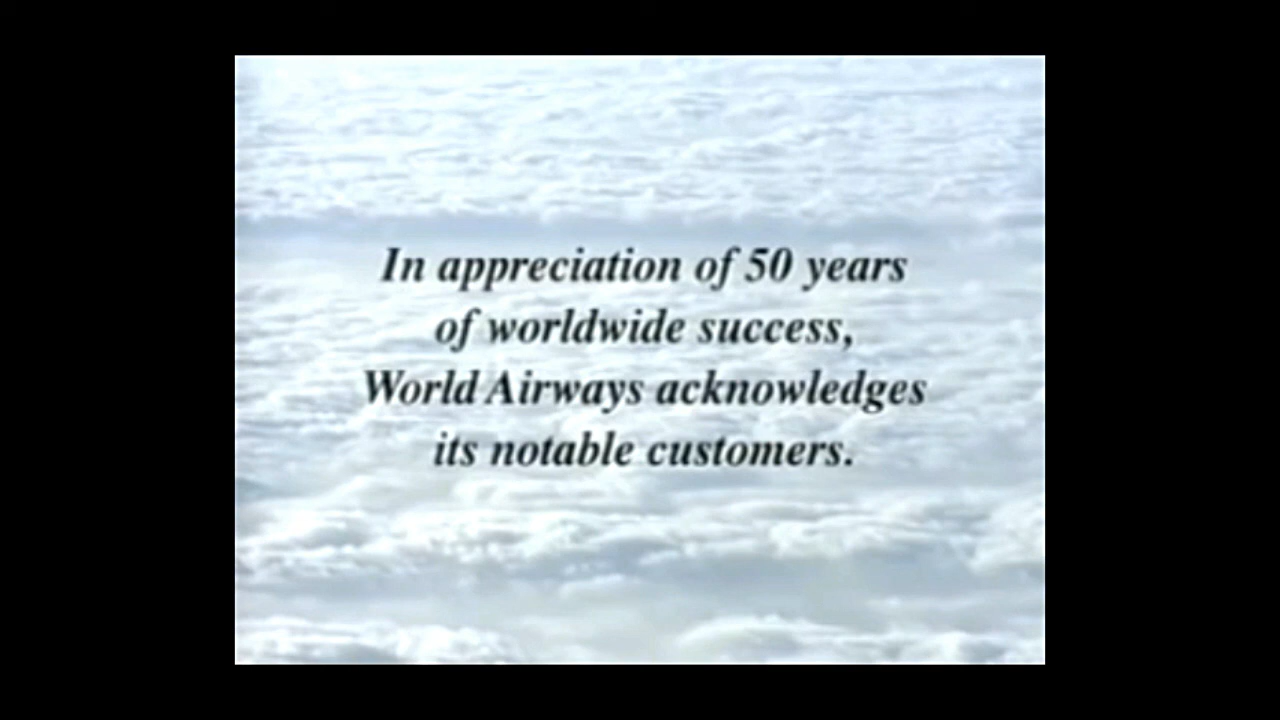 In appreciation of 50 years
of worldwide success,
World Airways acknowledges
its notable customers.